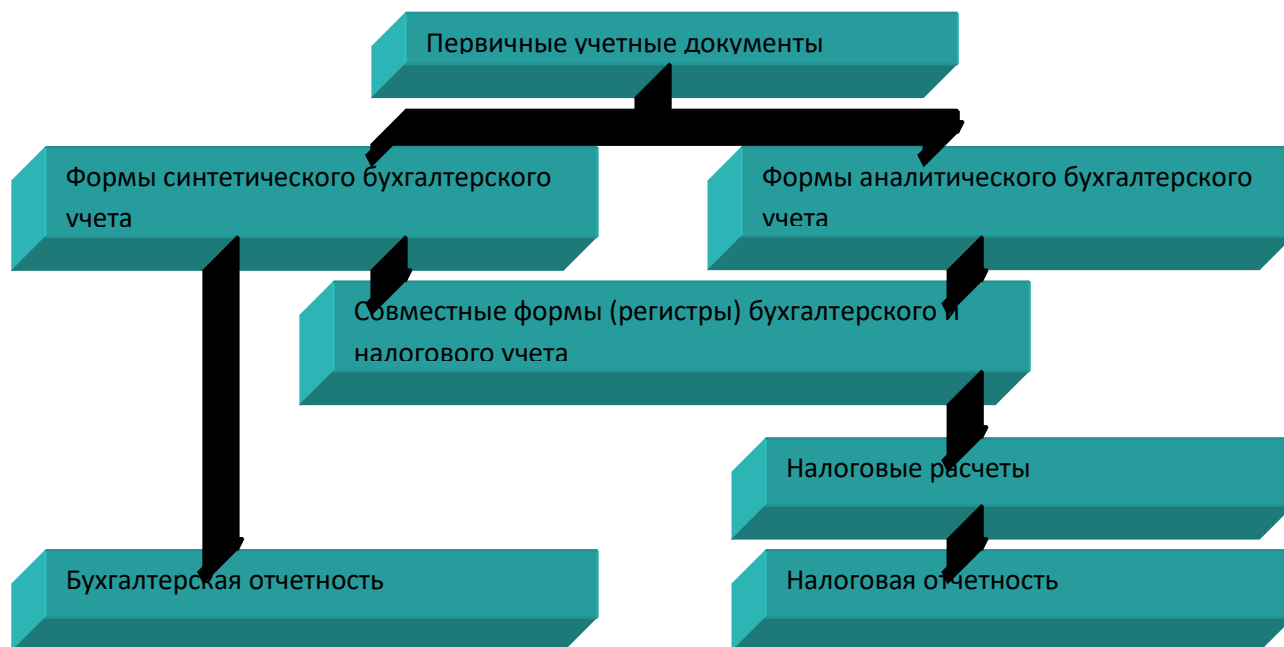 Первичные учетные документы
Формы синтетического бухгалтерского
учета
Формы аналитического бухгалтерского
учета
Совместные формы (регистры) бухгалтерского и
налогового учета
Налоговые расчеты
Бухгалтерская отчетность
Налоговая отчетность